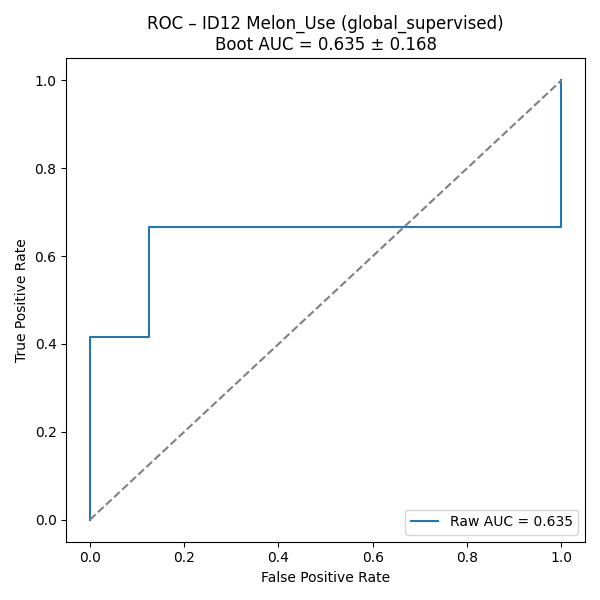 ROC – ID12 Melon_Use (global_supervised)
Boot AUC = 0.635 ± 0.168
1.0
0.8
0.6
0.4
0.2
0.0
True Positive Rate
Raw AUC = 0.635
0.0 0.2 0.4 0.6 0.8 1.0
False Positive Rate